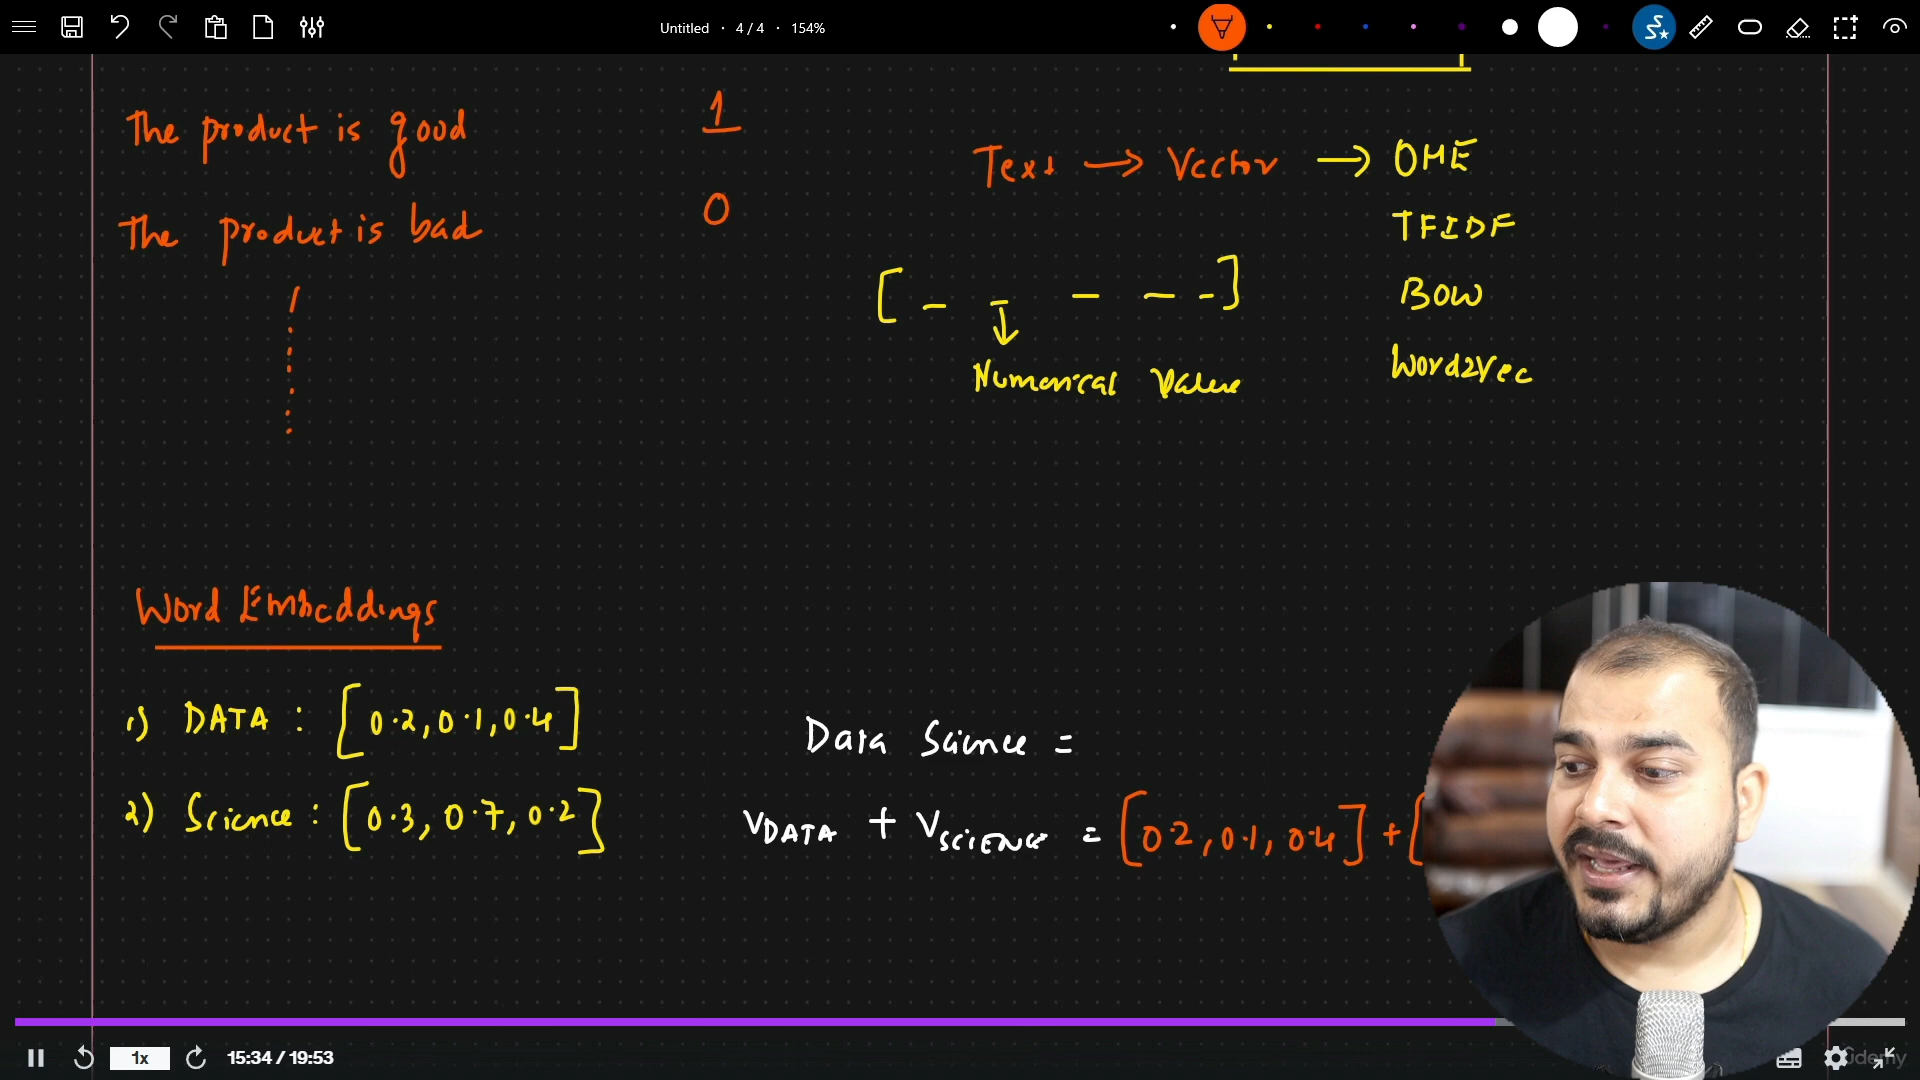 Untitled · 4 / 4 · 154%
The product is good 1
The product is bad 0
Text → Vector → OHE
TFIDF
BOW
Word2Vec
[ - - - - - ]
Numerical Value
Word Embeddings
1) DATA : [0.2, 0.1, 0.4]
2) Science : [0.3, 0.7, 0.2]
Data Science =
VDATA + VSCIENCE = [0.2, 0.1, 0.4] + [
1x 15:34 / 19:53
ûdemy